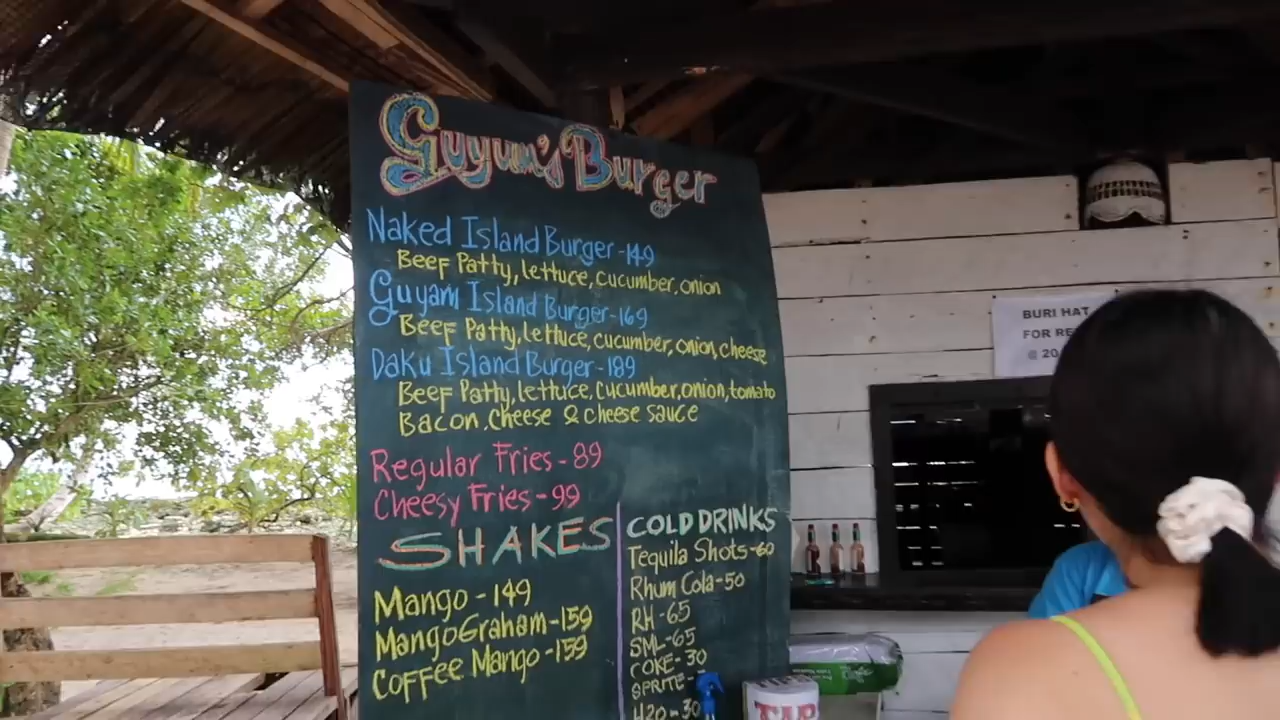 Guyum's Burger
Naked Island Burger-149
Beef Patty, lettuce, cucumber, onion
Guyam Island Burger-169
Beef Patty, lettuce, cucumber, onion, cheese
Daku Island Burger-189
Beef Patty, lettuce, cucumber, onion, tomato
Bacon, cheese & cheese sauce
Regular Fries-89
Cheesy Fries-99
SHAKES
Mango-149
Mango Graham-159
Coffee Mango-159
COLD DRINKS
Tequila Shots-60
Rhum Cola-50
RH-65
SML-65
COKE-30
SPRITE-
H2O-30
BURI HAT
FOR
@ 20